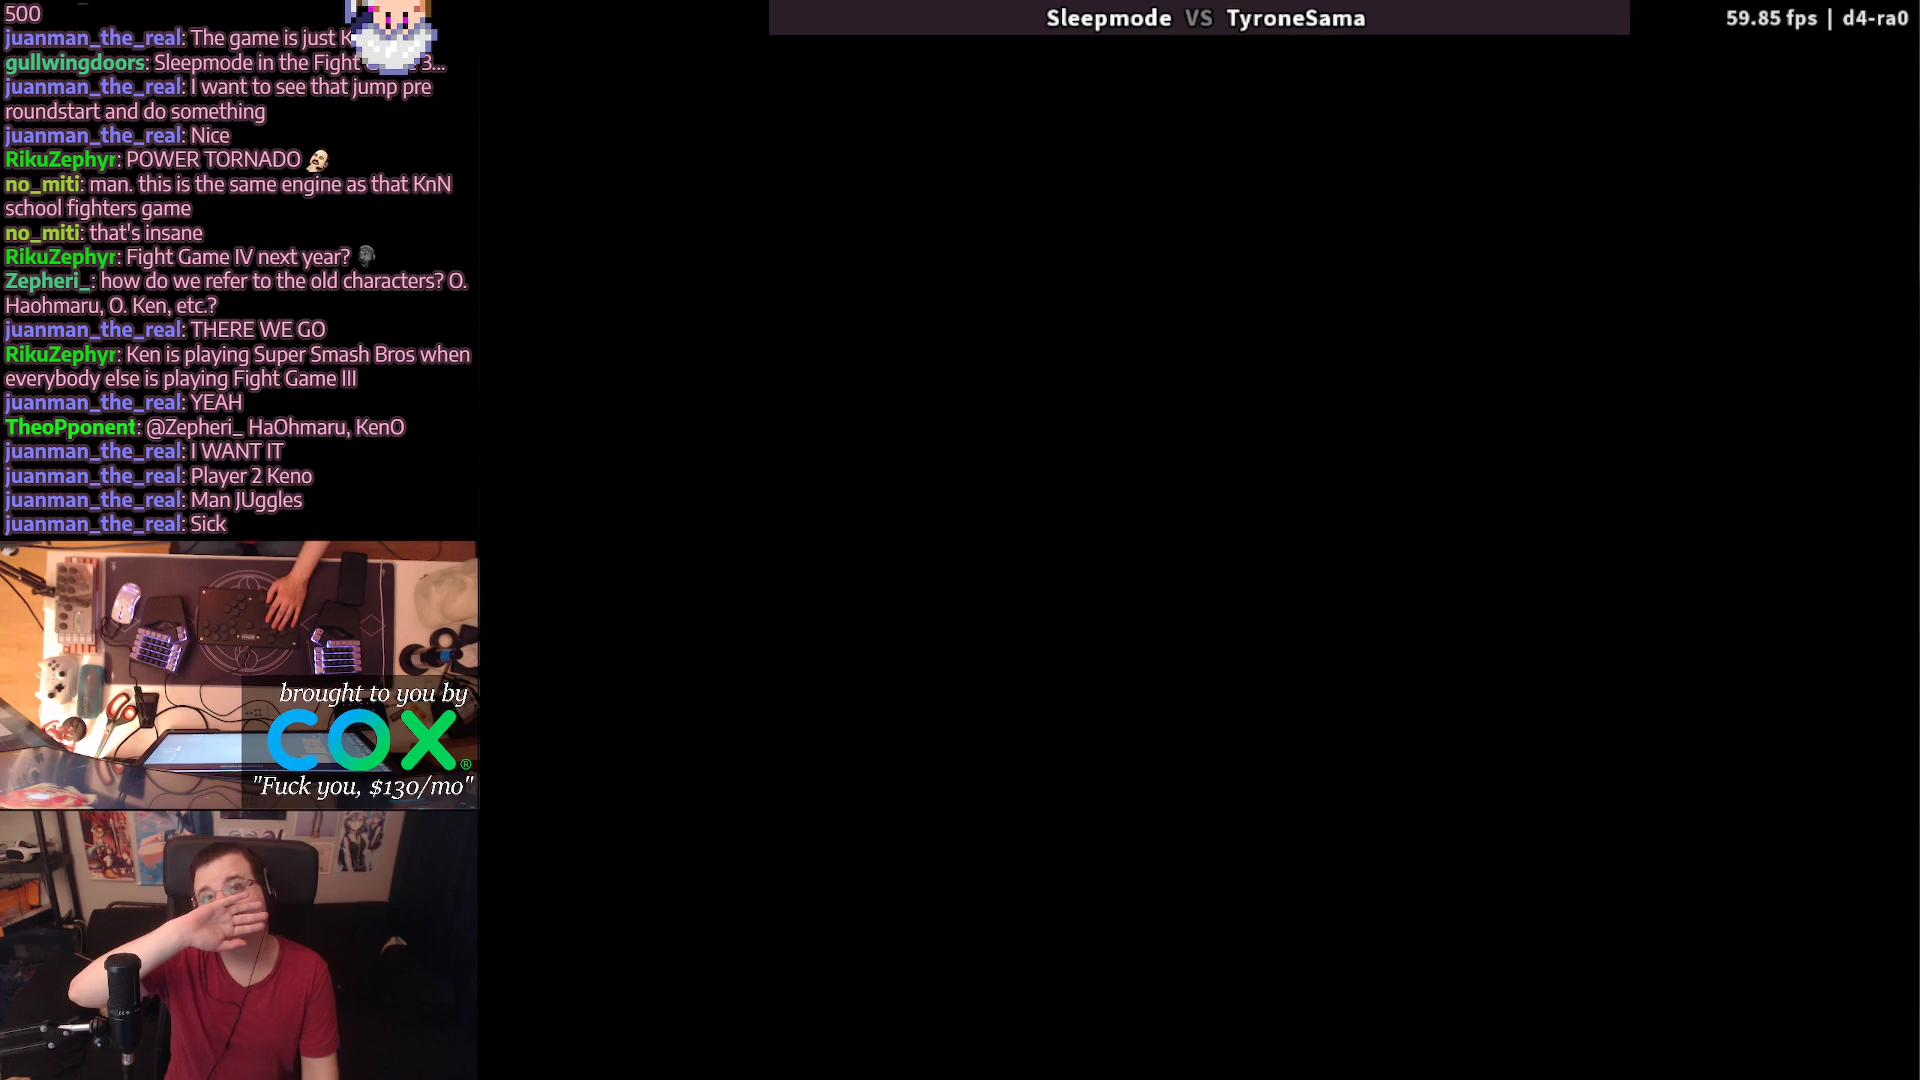 500
juanman_the_real: The game is just K
gullwingdoors: Sleepmode in the Fight 3...
juanman_the_real: I want to see that jump pre
roundstart and do something
juanman_the_real: Nice
RikuZephyr: POWER TORNADO
no_miti: man. this is the same engine as that KnN
school fighters game
no_miti: that's insane
RikuZephyr: Fight Game IV next year?
Zepheri_: how do we refer to the old characters? O.
Haohmaru, O. Ken, etc.?
juanman_the_real: THERE WE GO
RikuZephyr: Ken is playing Super Smash Bros when
everybody else is playing Fight Game III
juanman_the_real: YEAH
TheoPponent: @Zepheri_ HaOhmaru, KenO
juanman_the_real: I WANT IT
juanman_the_real: Player 2 Keno
juanman_the_real: Man JUggles
juanman_the_real: Sick
brought to you by
COX®
"Fuck you, $130/mo"
Sleepmode VS TyroneSama
59.85 fps | d4-ra0